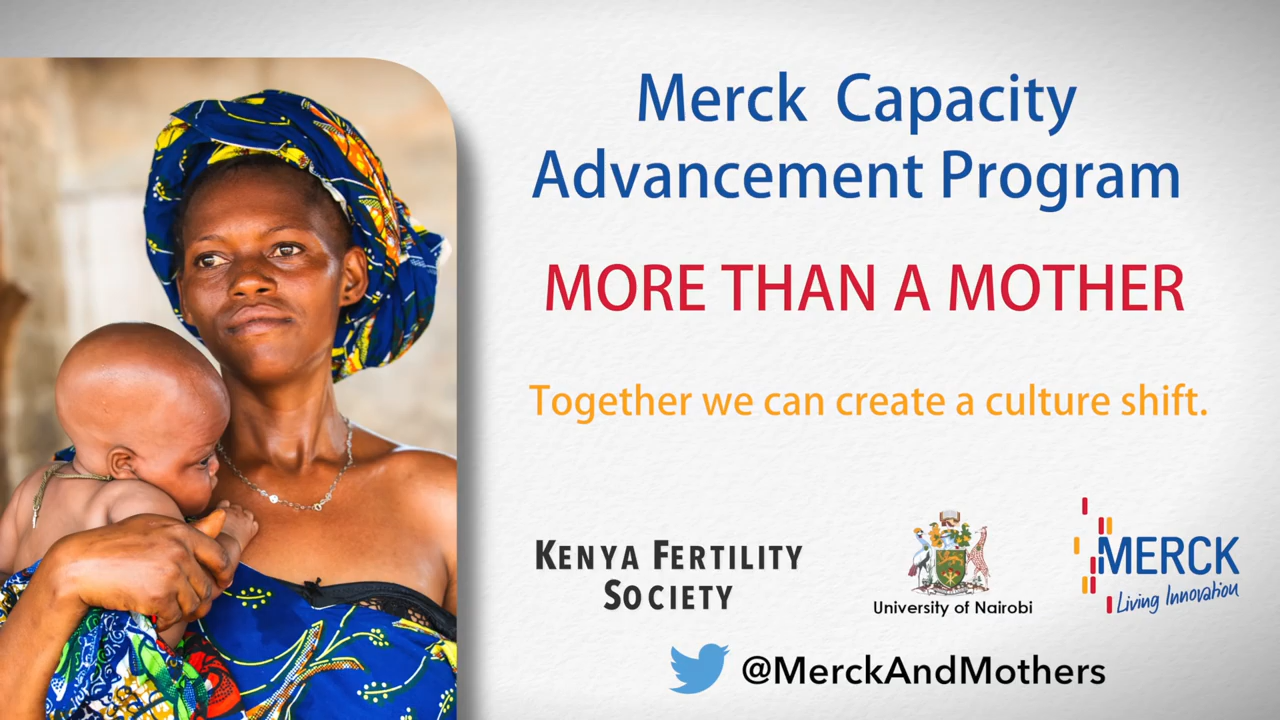 Merck Capacity
Advancement Program
MORE THAN A MOTHER
Together we can create a culture shift.
KENYA FERTILITY
SOCIETY
University of Nairobi
MERCK
Living Innovation
@MerckAndMothers